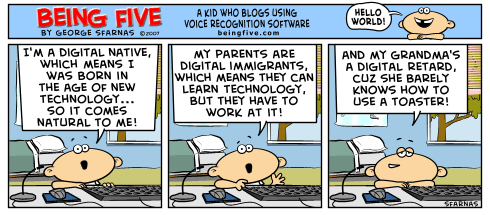 BEING FIVE
BY GEORGE SFARNAS ©2007
A KID WHO BLOGS USING
VOICE RECOGNITION SOFTWARE
beingfive.com
HELLO
WORLD!
I'M A DIGITAL NATIVE,
WHICH MEANS I
WAS BORN IN
THE AGE OF NEW
TECHNOLOGY...
SO IT COMES
NATURAL TO ME!
MY PARENTS ARE
DIGITAL IMMIGRANTS,
WHICH MEANS THEY CAN
LEARN TECHNOLOGY,
BUT THEY HAVE TO
WORK AT IT!
AND MY GRANDMA'S
A DIGITAL RETARD,
CUZ SHE BARELY
KNOWS HOW TO
USE A TOASTER!
SFARNAS